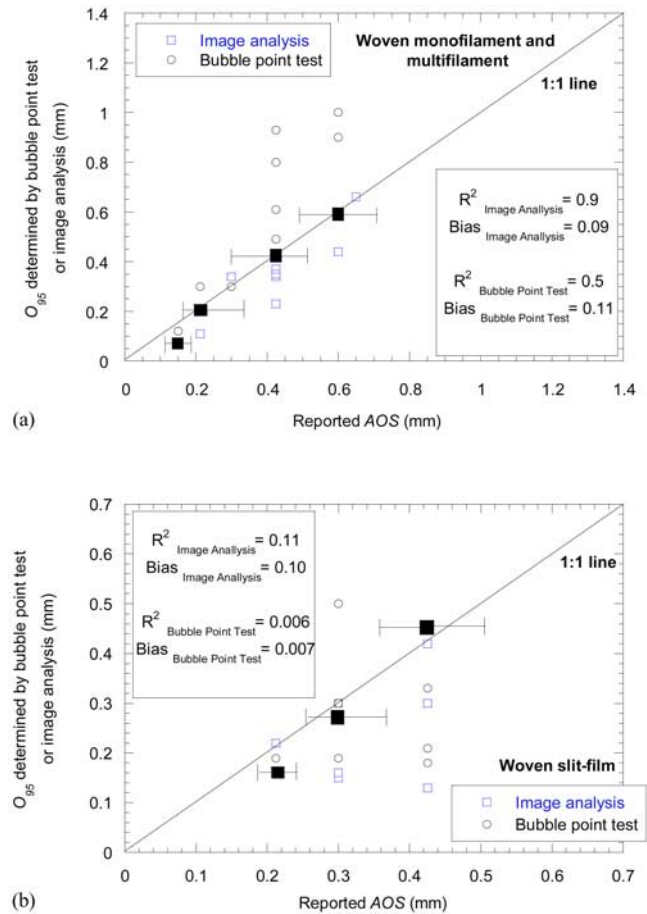 1.4
1.2
1
0.8
0.6
0.4
0.2
0
O95 determined by bubble point test
or image analysis (mm)
Image analysis
Bubble point test
Woven monofilament and
multifilament
1:1 line
R2 Image Anallysis = 0.9
Bias Image Anallysis = 0.09
R2 Bubble Point Test = 0.5
Bias Bubble Point Test = 0.11
0 0.2 0.4 0.6 0.8 1 1.2 1.4
Reported AOS (mm)
(a)
0.7
0.6
0.5
0.4
0.3
0.2
0.1
0
O95 determined by bubble point test
or image analysis (mm)
R2 Image Anallysis = 0.11
Bias Image Anallysis = 0.10
R2 Bubble Point Test = 0.006
Bias Bubble Point Test = 0.007
1:1 line
Woven slit-film
Image analysis
Bubble point test
0 0.1 0.2 0.3 0.4 0.5 0.6 0.7
Reported AOS (mm)
(b)